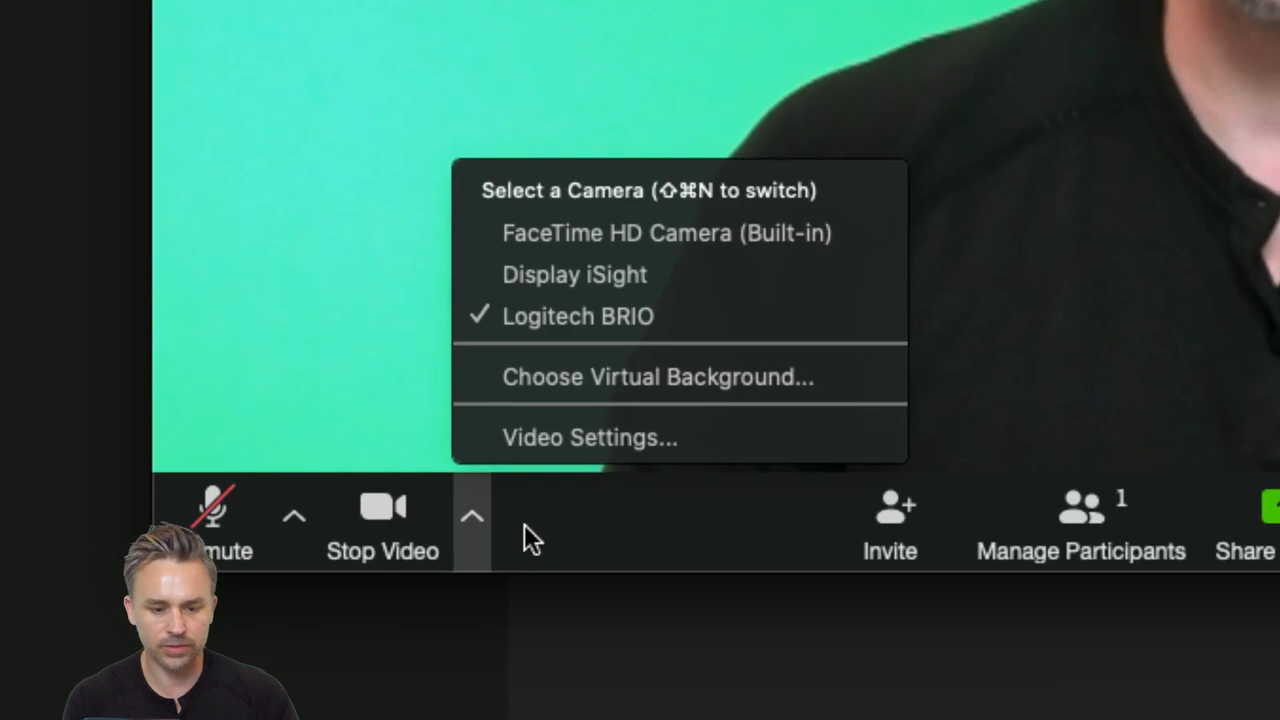 Select a Camera (⇧⌘N to switch)
FaceTime HD Camera (Built-in)
Display iSight
✓ Logitech BRIO
Choose Virtual Background...
Video Settings...
mute
Stop Video
Invite
1
Manage Participants
Share